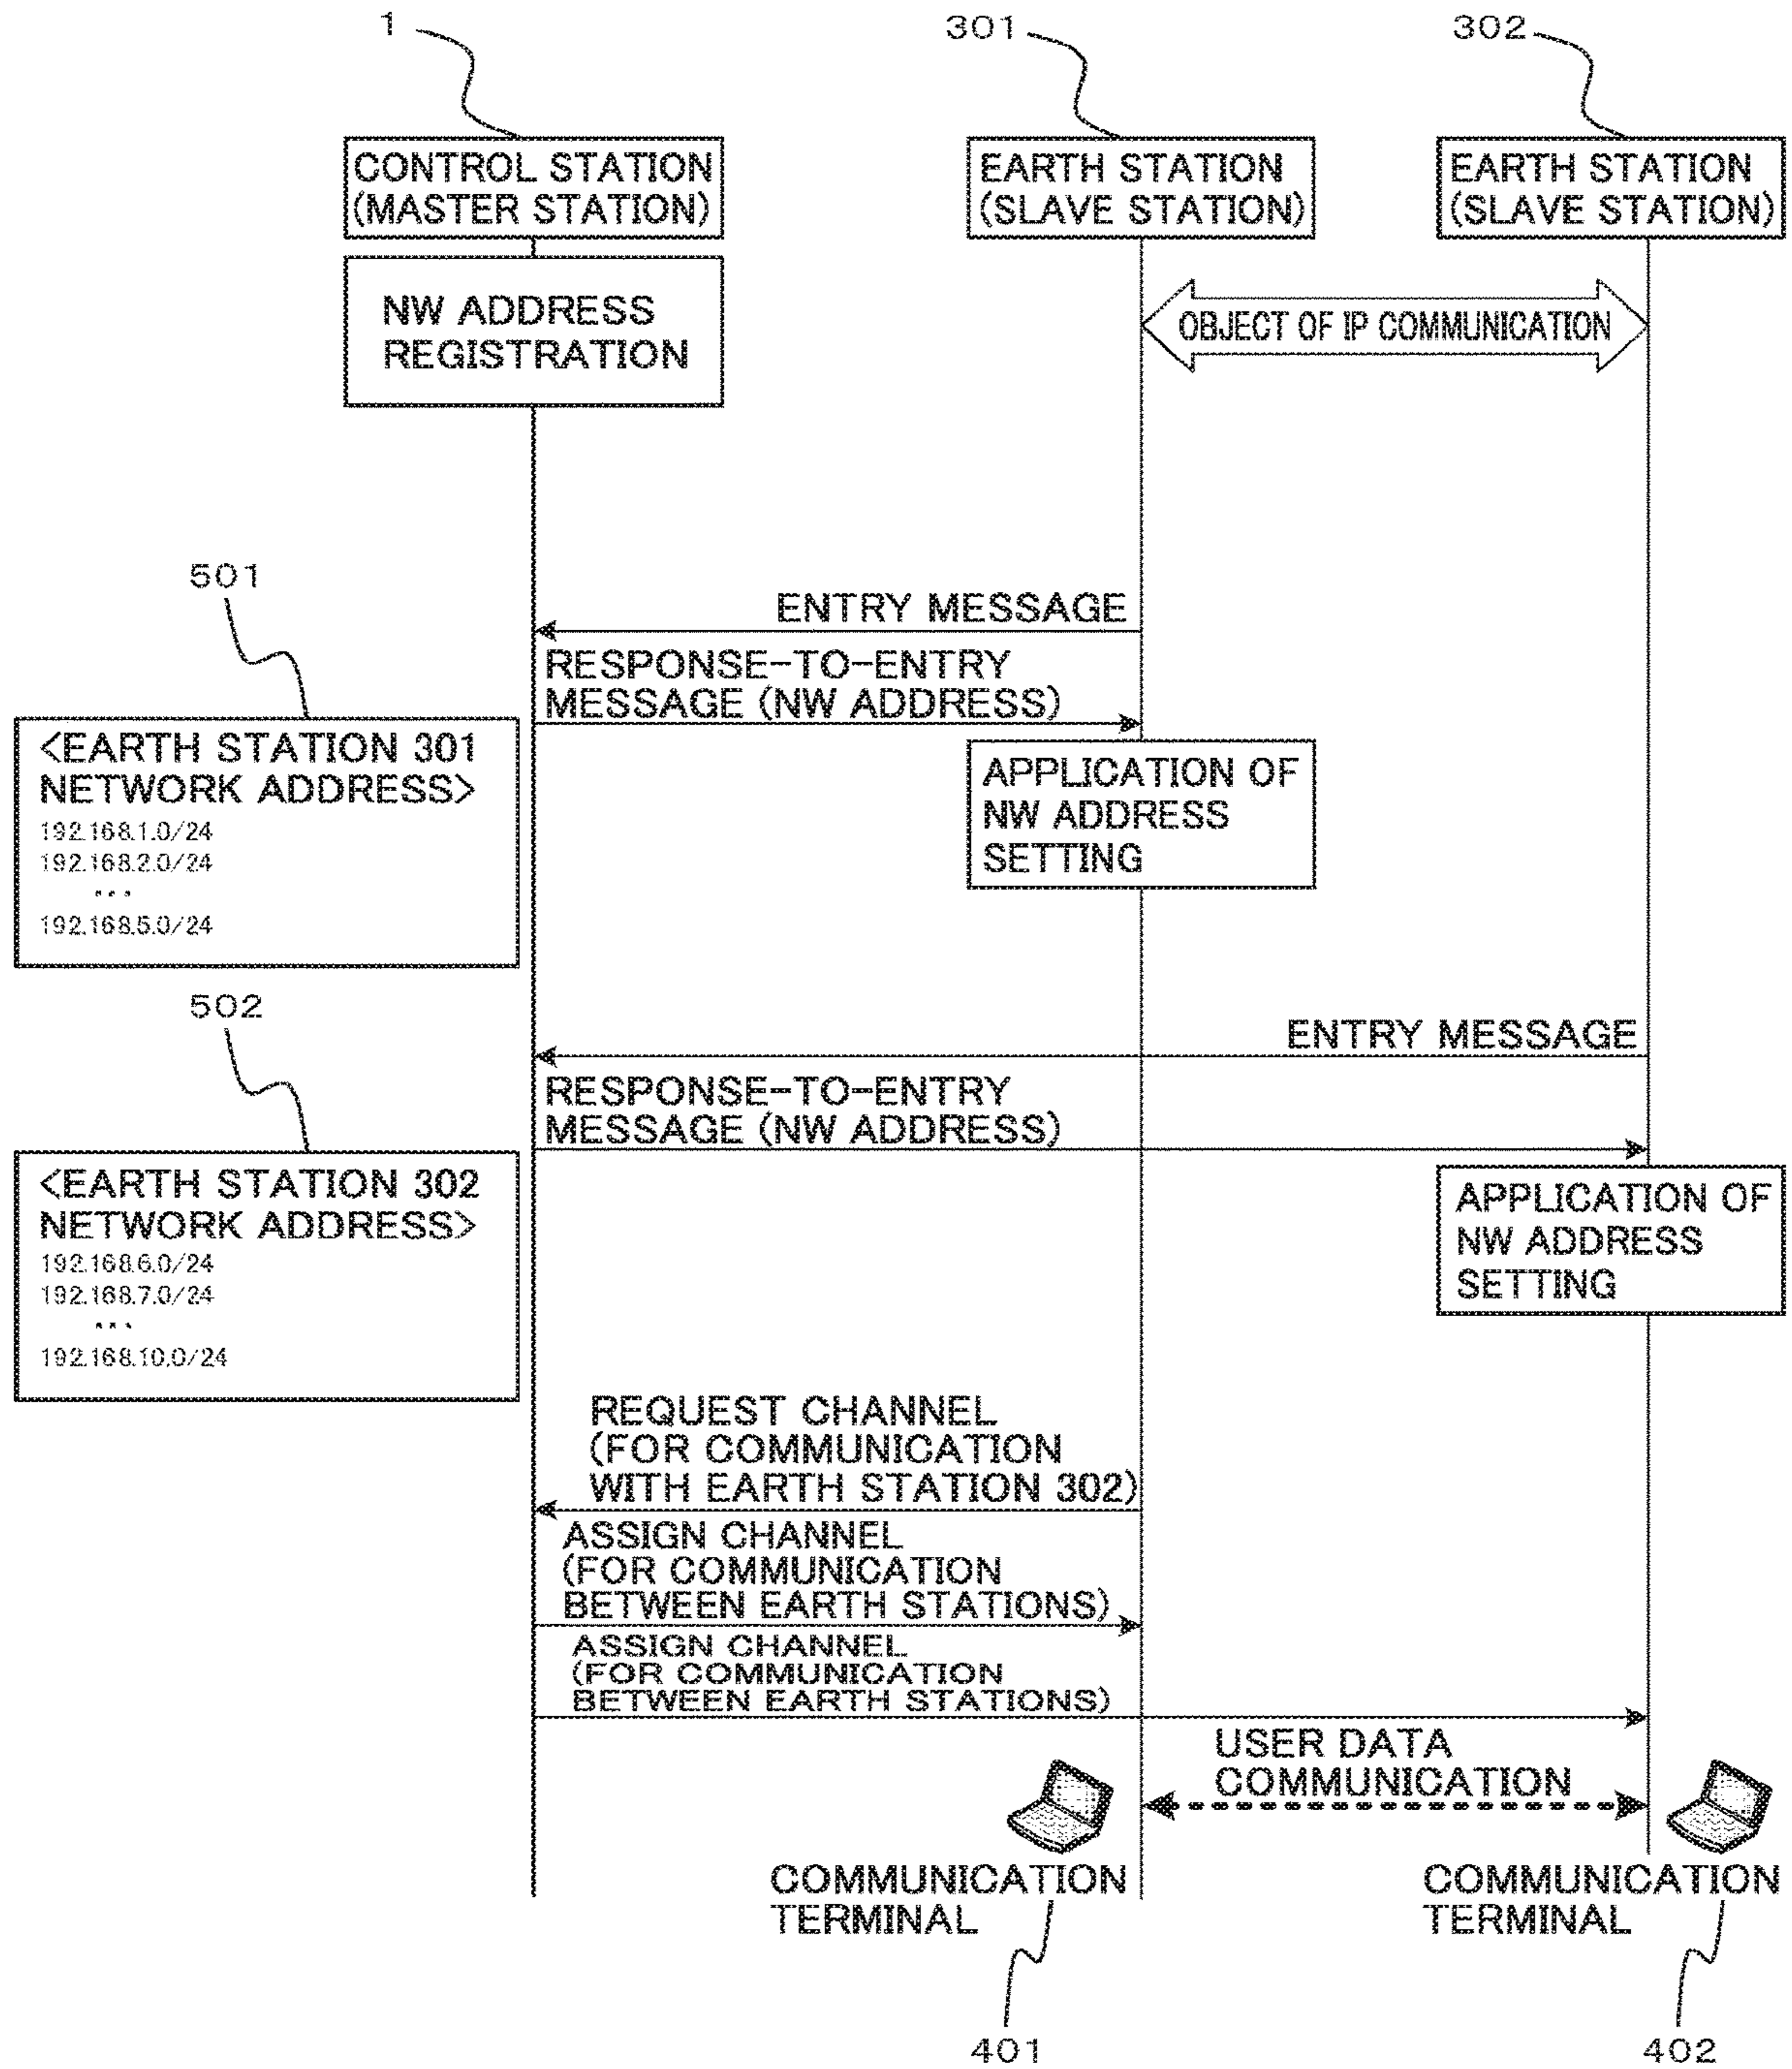 1
301
302
CONTROL STATION
(MASTER STATION)
EARTH STATION
(SLAVE STATION)
EARTH STATION
(SLAVE STATION)
NW ADDRESS
REGISTRATION
OBJECT OF IP COMMUNICATION
501
ENTRY MESSAGE
RESPONSE-TO-ENTRY
MESSAGE (NW ADDRESS)
<EARTH STATION 301
NETWORK ADDRESS>
192.168.1.0/24
192.168.2.0/24
...
192.168.5.0/24
APPLICATION OF
NW ADDRESS
SETTING
502
ENTRY MESSAGE
RESPONSE-TO-ENTRY
MESSAGE (NW ADDRESS)
<EARTH STATION 302
NETWORK ADDRESS>
192.168.6.0/24
192.168.7.0/24
...
192.168.10.0/24
APPLICATION OF
NW ADDRESS
SETTING
REQUEST CHANNEL
(FOR COMMUNICATION
WITH EARTH STATION 302)
ASSIGN CHANNEL
(FOR COMMUNICATION
BETWEEN EARTH STATIONS)
ASSIGN CHANNEL
(FOR COMMUNICATION
BETWEEN EARTH STATIONS)
USER DATA
COMMUNICATION
COMMUNICATION
TERMINAL
COMMUNICATION
TERMINAL
401
402